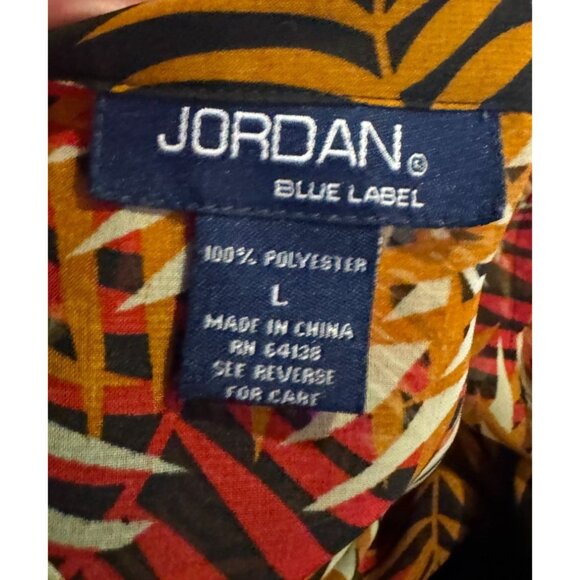 JORDAN®
BLUE LABEL
100% POLYESTER
L
MADE IN CHINA
RN 64138
SEE REVERSE
FOR CARE